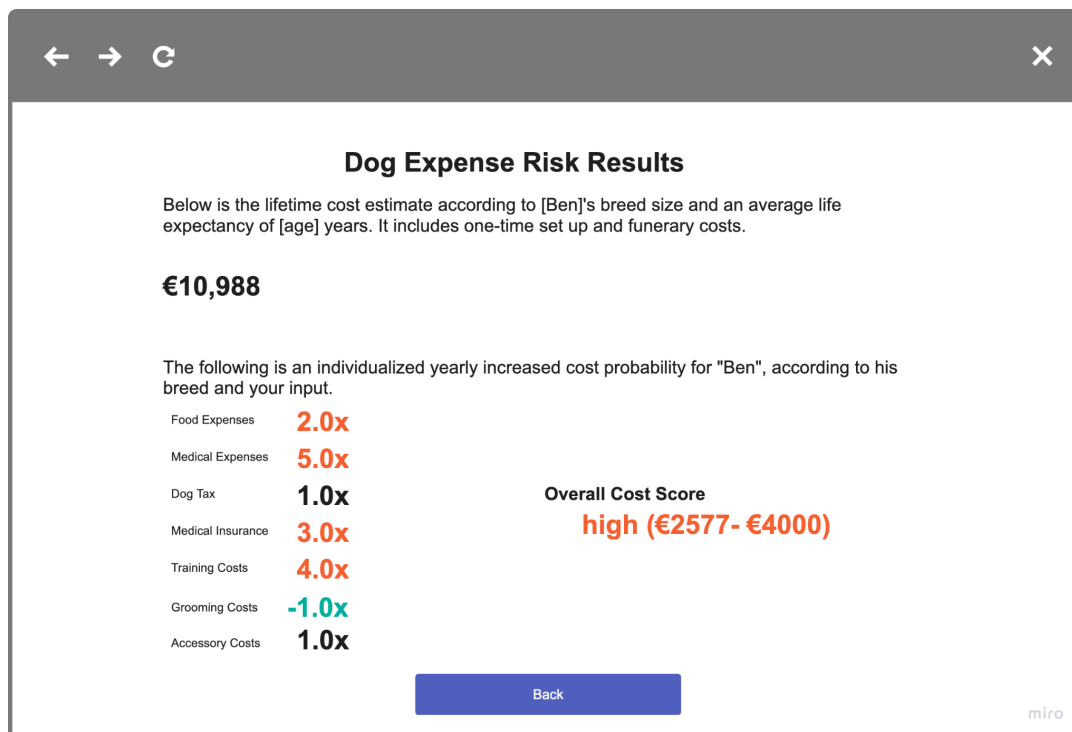 Dog Expense Risk Results
Below is the lifetime cost estimate according to [Ben]'s breed size and an average life
expectancy of [age] years. It includes one-time set up and funerary costs.
€10,988
The following is an individualized yearly increased cost probability for "Ben", according to his
breed and your input.
Food Expenses 2.0x
Medical Expenses 5.0x
Dog Tax 1.0x
Medical Insurance 3.0x
Training Costs 4.0x
Grooming Costs -1.0x
Accessory Costs 1.0x
Overall Cost Score
high (€2577- €4000)
Back
miro